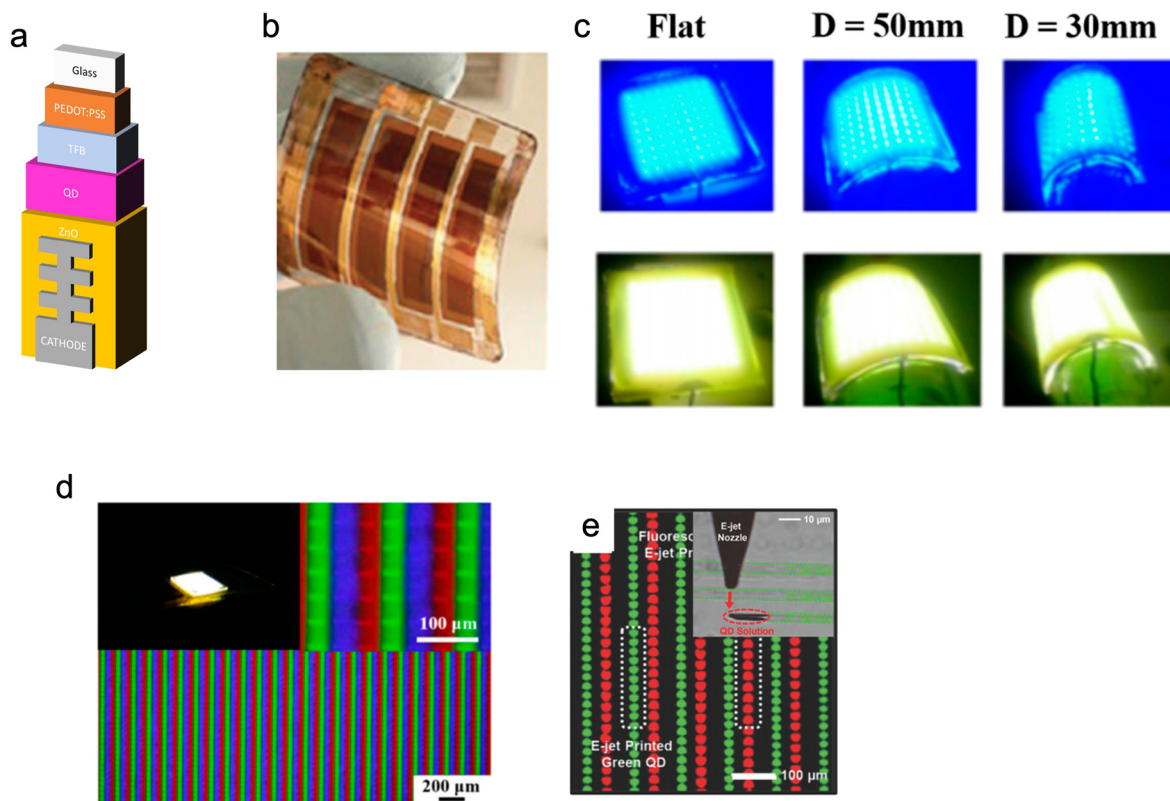 a
Glass
PEDOT:PSS
TFB
QD
ZnO
CATHODE
b
c
Flat
D = 50mm
D = 30mm
d
100 µm
200 µm
e
E-jet
Nozzle
10 µm
QD Solution
E-jet Printed
Green QD
100 µm